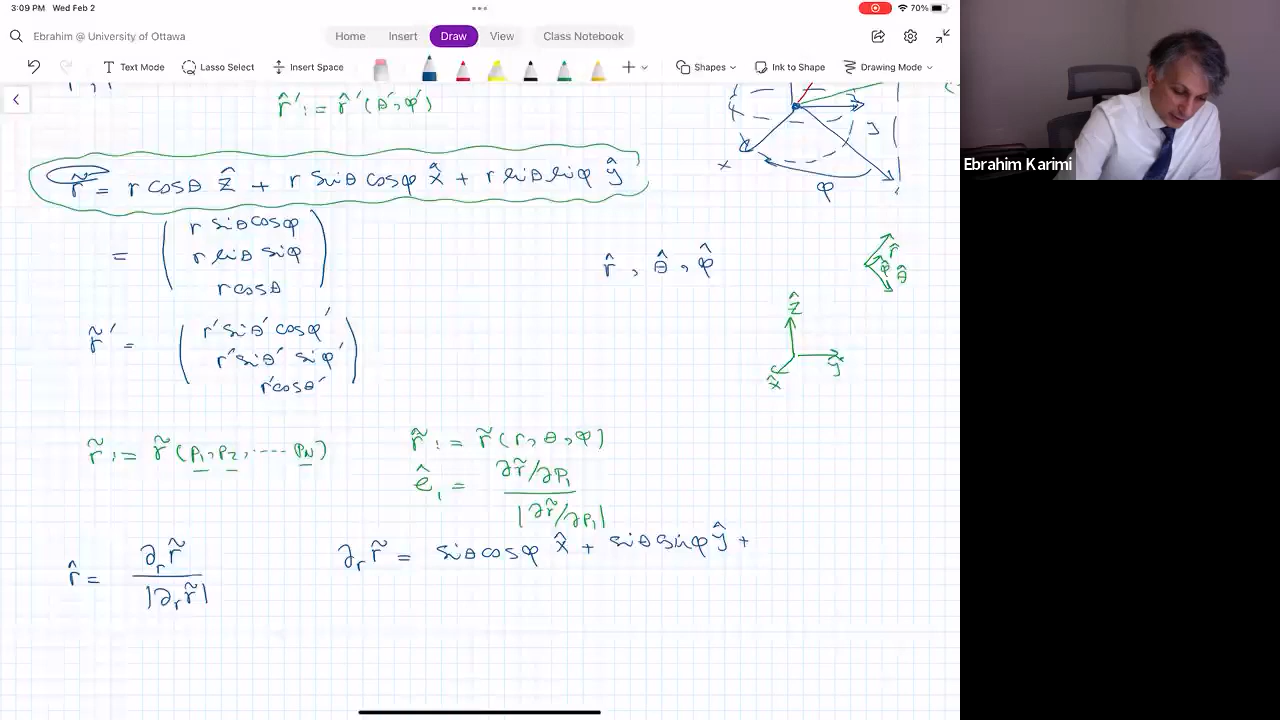 3:09 PM Wed Feb 2
70%
Ebrahim @ University of Ottawa
Home Insert Draw View Class Notebook
Text Mode Lasso Select Insert Space Shapes Ink to Shape Drawing Mode
r̂′ := r̂′(θ′, φ′)
x y φ
r̃ = r cosθ ẑ + r sinθ cosφ x̂ + r sinθ sinφ ŷ
= ( r sinθ cosφ
r sinθ sinφ
r cosθ )
r̂ , θ̂ , φ̂
r̂ φ̂ θ̂
ẑ
ŷ
x̂
r̃′ = ( r′ sinθ′ cosφ′
r′ sinθ′ sinφ′
r′ cosθ′ )
r̃ := r̃ (p₁, p₂, ---- p_N)
r̃ := r̃ (r, θ, φ)
ê₁ = ∂r̃/∂p₁ / |∂r̃/∂p₁|
r̂ = ∂ᵣr̃ / |∂ᵣr̃|
∂ᵣr̃ = sinθ cosφ x̂ + sinθ sinφ ŷ +
Ebrahim Karimi